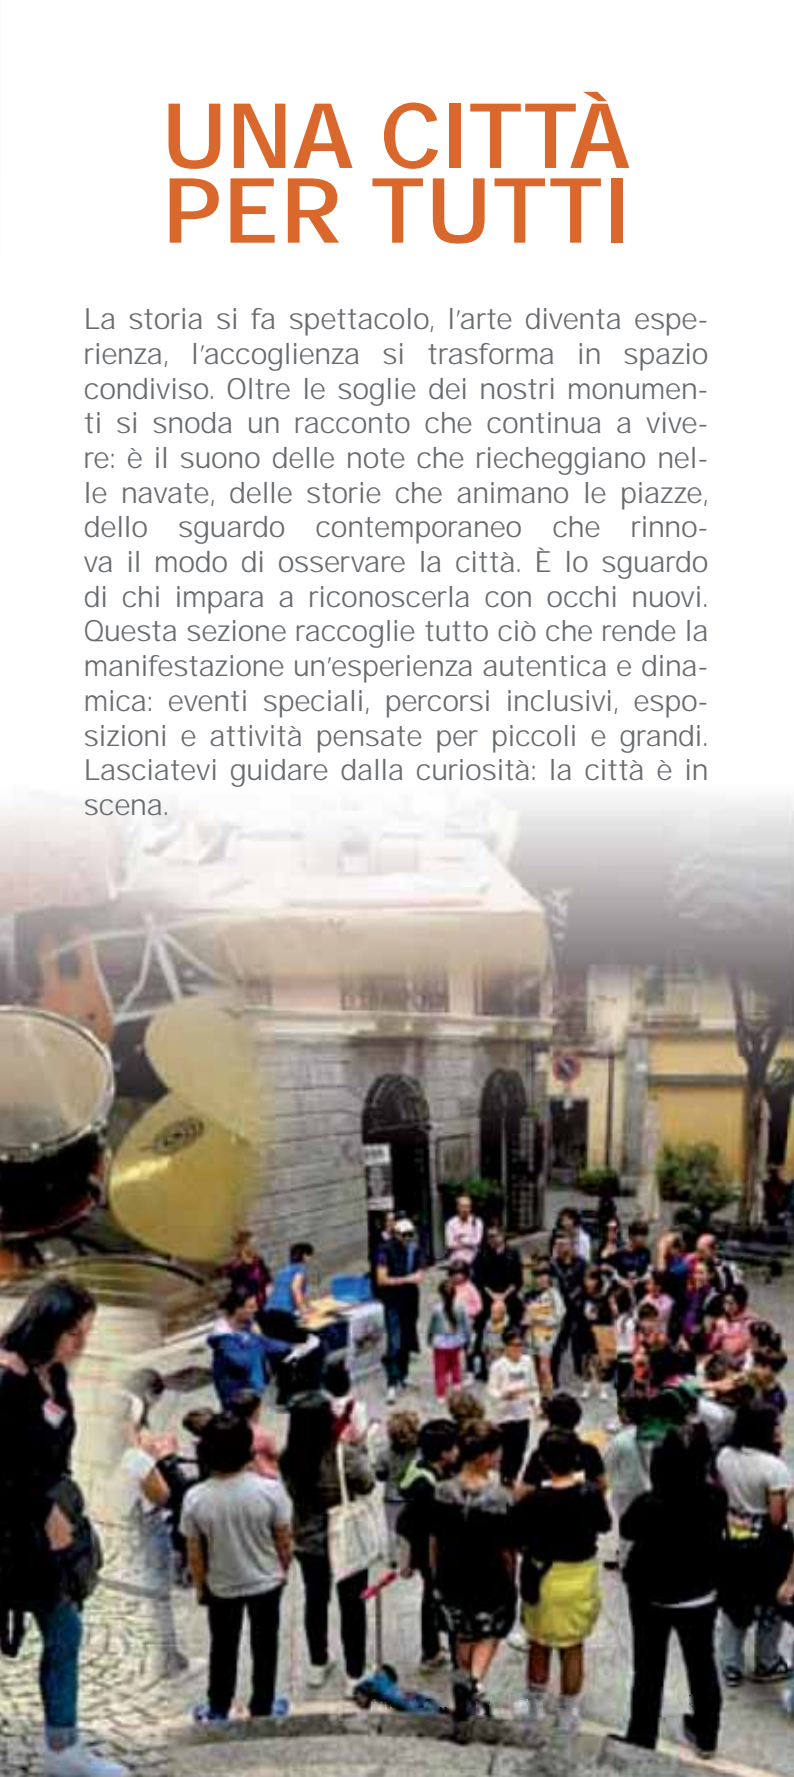 UNA CITTÀ
PER TUTTI
La storia si fa spettacolo, l'arte diventa espe-
rienza, l'accoglienza si trasforma in spazio
condiviso. Oltre le soglie dei nostri monumen-
ti si snoda un racconto che continua a vive-
re: è il suono delle note che riecheggiano nel-
le navate, delle storie che animano le piazze,
dello sguardo contemporaneo che rinno-
va il modo di osservare la città. È lo sguardo
di chi impara a riconoscerla con occhi nuovi.
Questa sezione raccoglie tutto ciò che rende la
manifestazione un'esperienza autentica e dina-
mica: eventi speciali, percorsi inclusivi, espo-
sizioni e attività pensate per piccoli e grandi.
Lasciatevi guidare dalla curiosità: la città è in
scena.